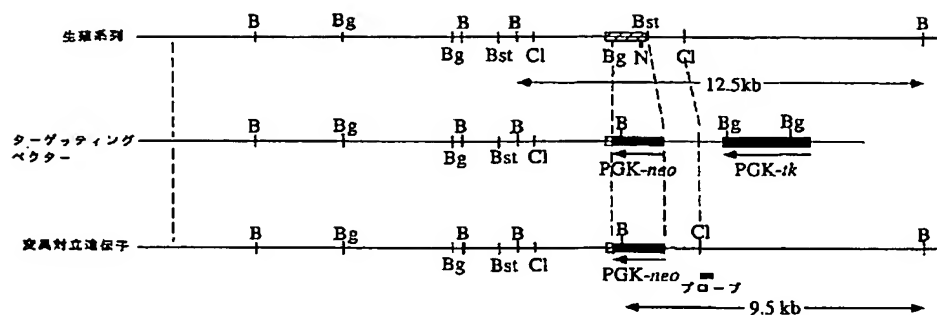 B Bg B B Bst B
生殖系列
Bg Bst Cl Bg N Cl
12.5kb
B Bg B B B Bg Bg
ターゲッティング
ベクター
Bg Bst Cl PGK-neo PGK-tk
B Bg B B B Cl B
変異対立遺伝子
Bg Bst Cl PGK-neo プローブ
9.5 kb